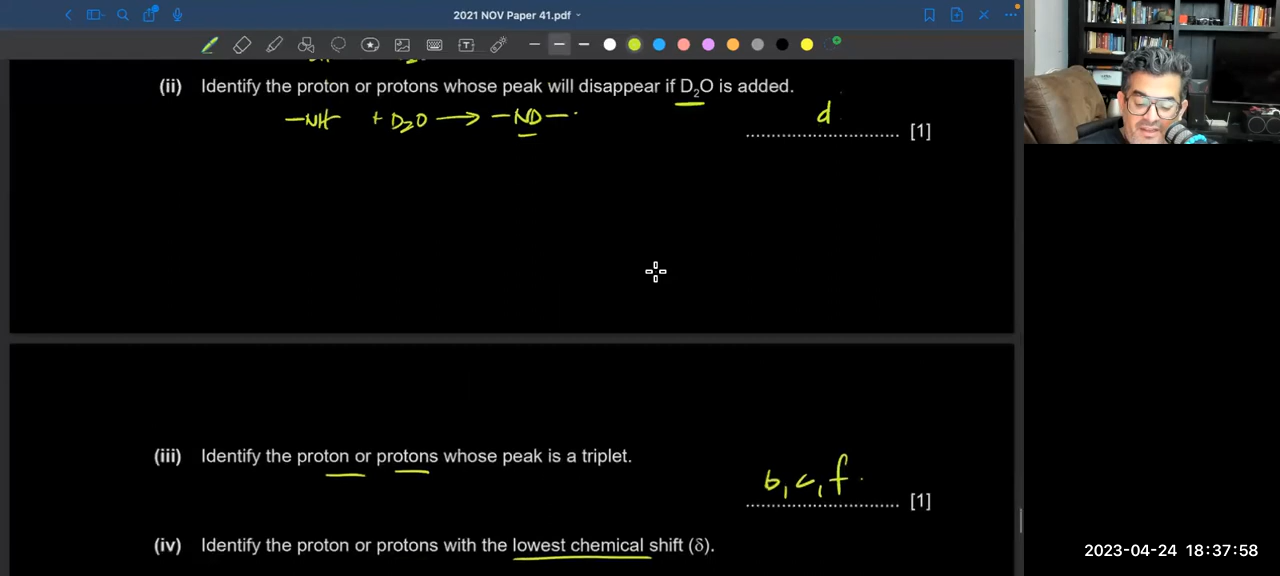 2021 NOV Paper 41.pdf
(ii) Identify the proton or protons whose peak will disappear if D₂O is added.
—NH + D₂O ⟶ —ND—
d
[1]
(iii) Identify the proton or protons whose peak is a triplet.
b, c, f
[1]
(iv) Identify the proton or protons with the lowest chemical shift (δ).
2023-04-24 18:37:58